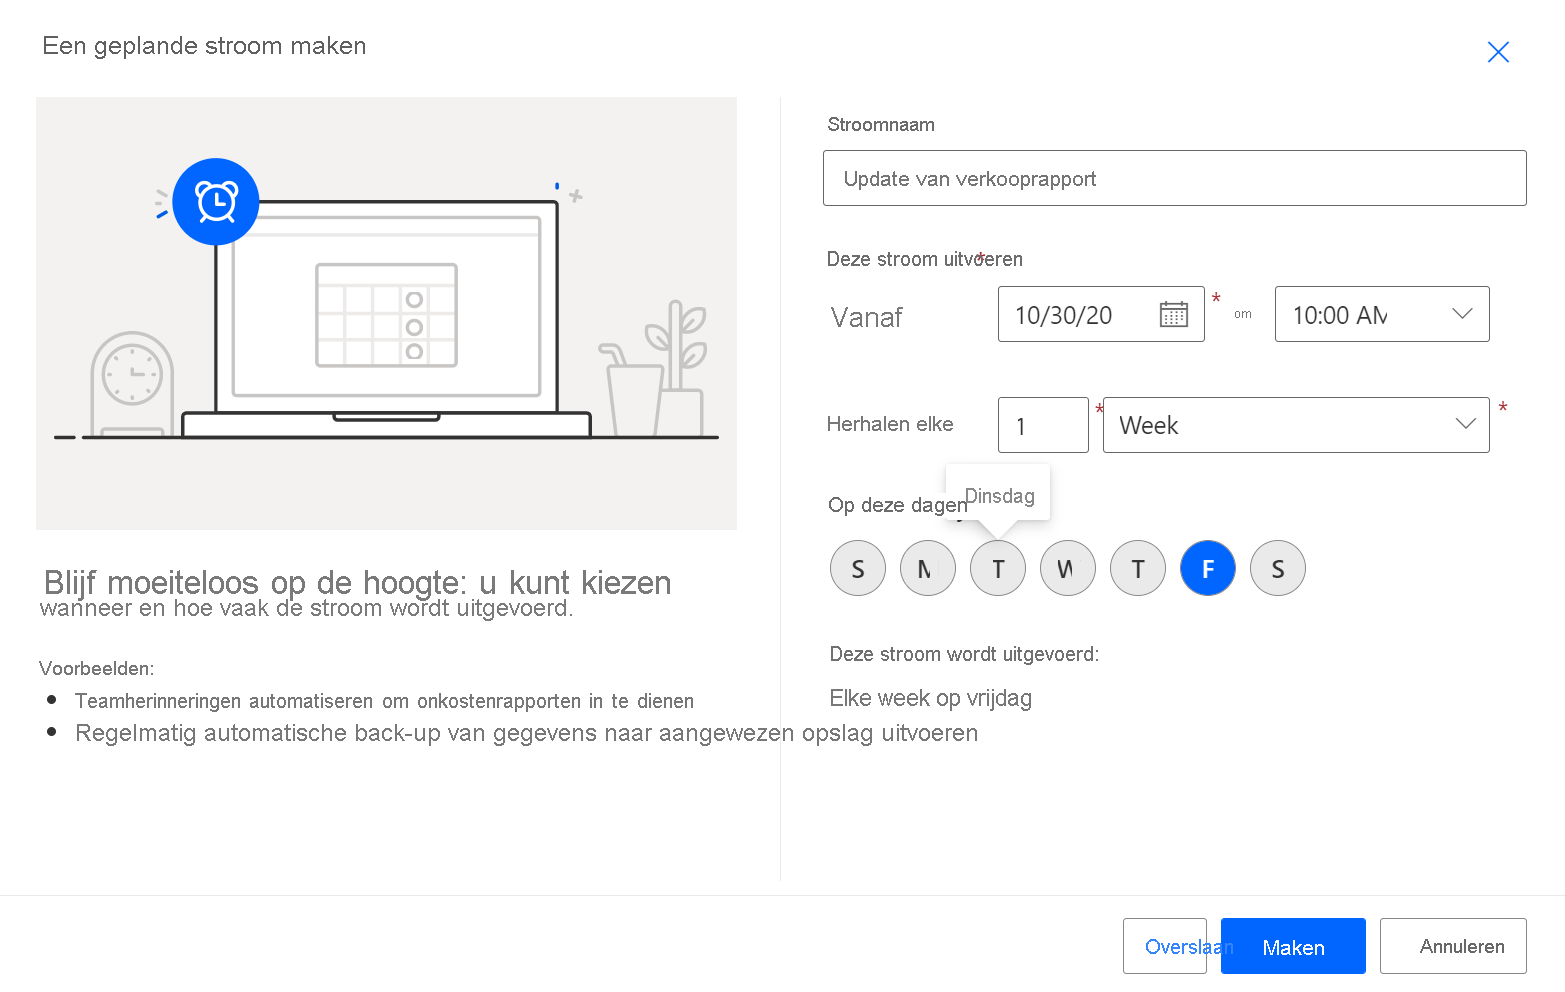 Een geplande stroom maken
Stroomnaam
Update van verkooprapport
Deze stroom uitvoeren *
Vanaf 10/30/20 * om 10:00 AM
Herhalen elke 1 * Week *
Dinsdag
Op deze dagen
S M T W T F S
Deze stroom wordt uitgevoerd:
Elke week op vrijdag
Blijf moeiteloos op de hoogte: u kunt kiezen
wanneer en hoe vaak de stroom wordt uitgevoerd.
Voorbeelden:
• Teamherinneringen automatiseren om onkostenrapporten in te dienen
• Regelmatig automatische back-up van gegevens naar aangewezen opslag uitvoeren
Overslaan Maken Annuleren